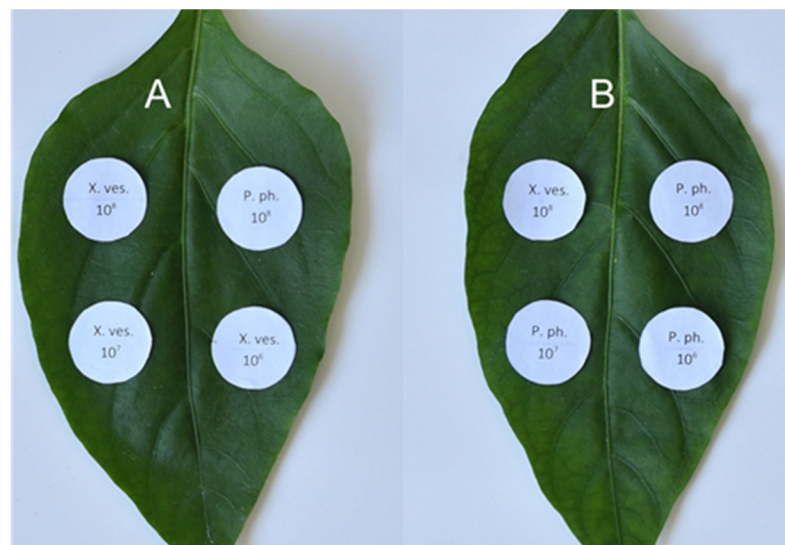 A
X. ves.
10⁸
P. ph.
10⁸
X. ves.
10⁷
X. ves.
10⁶
B
X. ves.
10⁸
P. ph.
10⁸
P. ph.
10⁷
P. ph.
10⁶